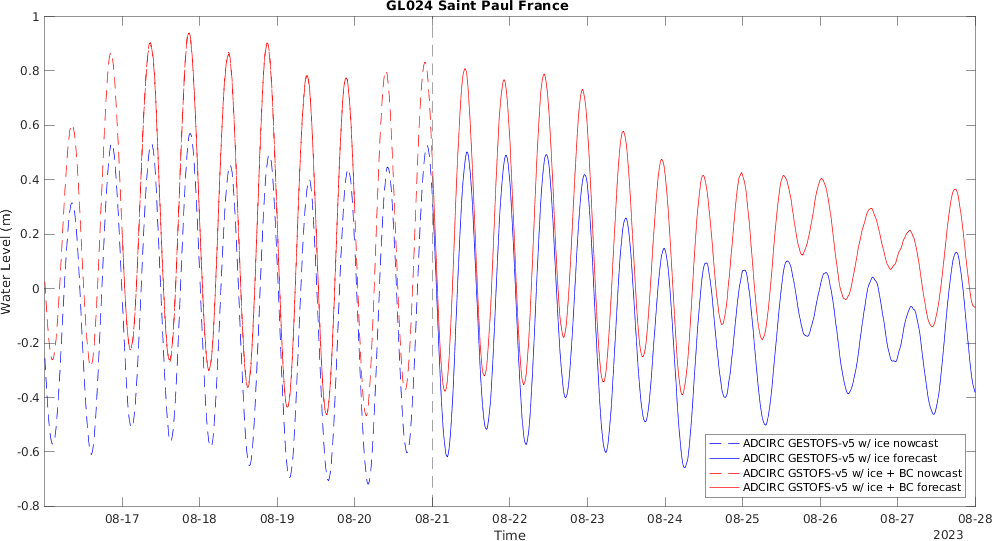 GL024 Saint Paul France
Water Level (m)
1
0.8
0.6
0.4
0.2
0
-0.2
-0.4
-0.6
-0.8
ADCIRC GESTOFS-v5 w/ ice nowcast
ADCIRC GESTOFS-v5 w/ ice forecast
ADCIRC GSTOFS-v5 w/ ice + BC nowcast
ADCIRC GSTOFS-v5 w/ ice + BC forecast
08-17 08-18 08-19 08-20 08-21 08-22 08-23 08-24 08-25 08-26 08-27 08-28
Time
2023